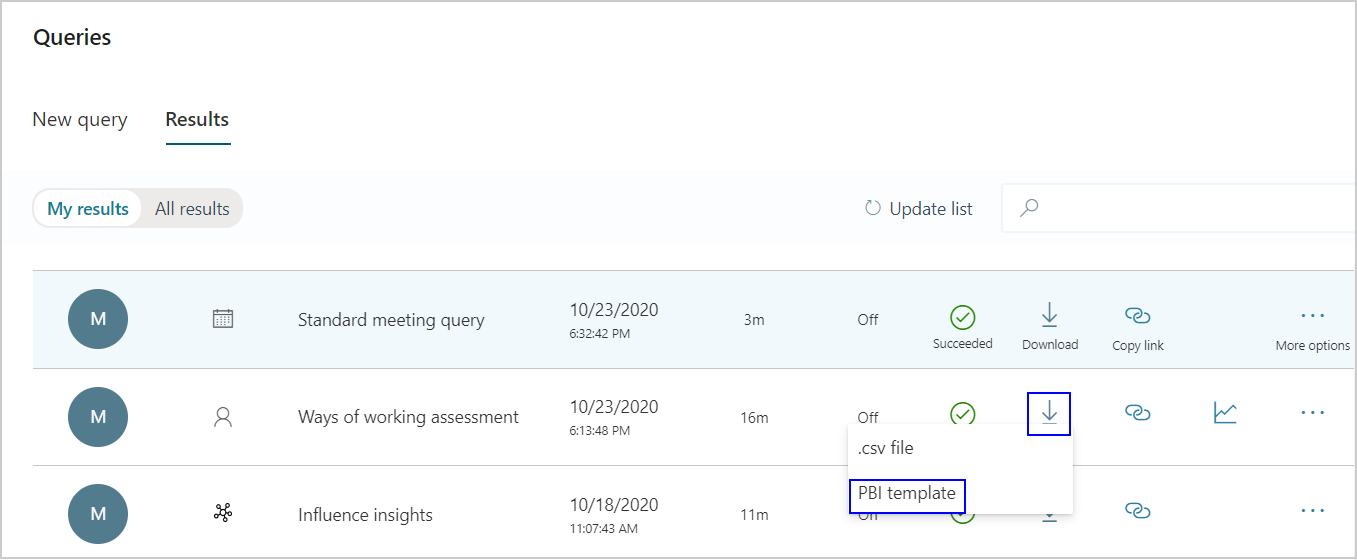 Queries
New query Results
My results All results Update list
M Standard meeting query 10/23/2020 3m Off
6:32:42 PM
Succeeded Download Copy link More options
M Ways of working assessment 10/23/2020 16m Off
6:13:48 PM
.csv file
PBI template
M Influence insights 10/18/2020 11m Off
11:07:43 AM